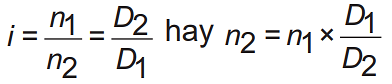 i = n₁/n₂ = D₂/D₁ hay n₂ = n₁ × D₁/D₂